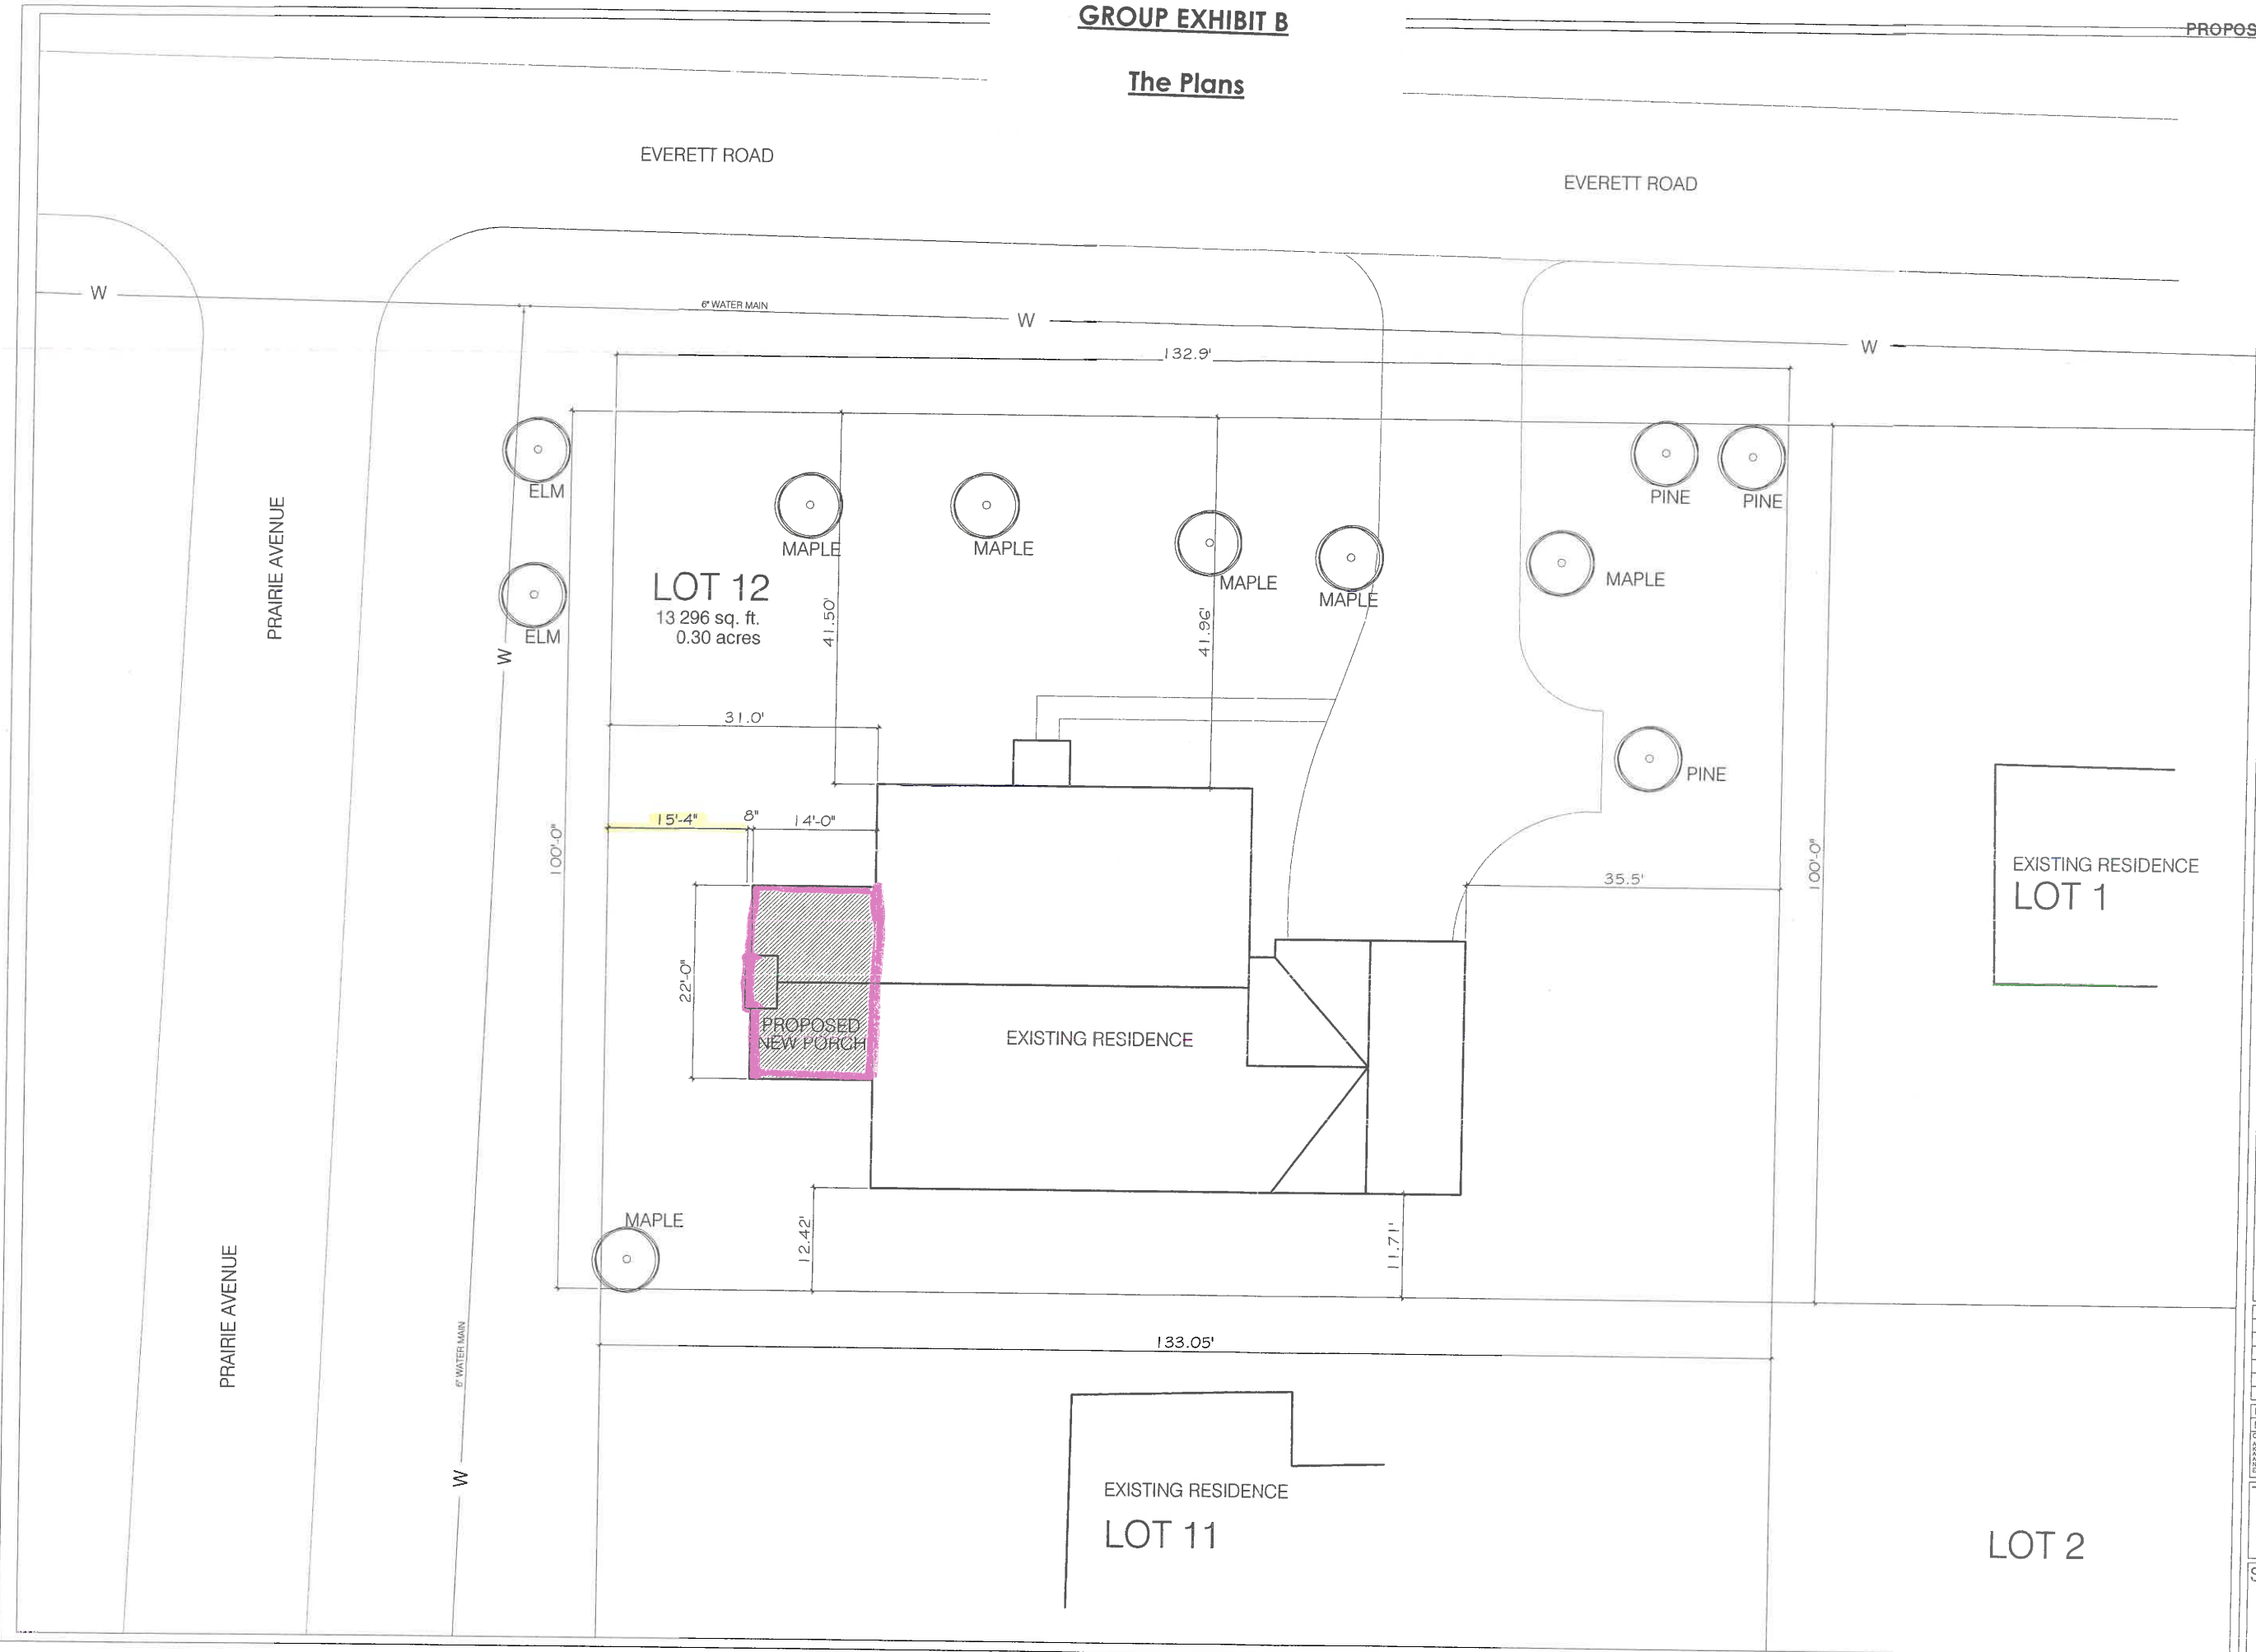 GROUP EXHIBIT B
PROPOS
The Plans
EVERETT ROAD
EVERETT ROAD
W
6" WATER MAIN
W
W
132.9'
ELM
PINE
PINE
PRAIRIE AVENUE
MAPLE
MAPLE
MAPLE
MAPLE
MAPLE
LOT 12
13 296 sq. ft.
0.30 acres
41.50'
41.96'
ELM
W
31.0'
PINE
15'-4"
8"
14'-0"
100'-0"
100'-0"
EXISTING RESIDENCE
LOT 1
35.5'
22'-0"
PROPOSED
NEW PORCH
EXISTING RESIDENCE
MAPLE
12.42'
11.71'
PRAIRIE AVENUE
6" WATER MAIN
133.05'
W
EXISTING RESIDENCE
LOT 11
LOT 2